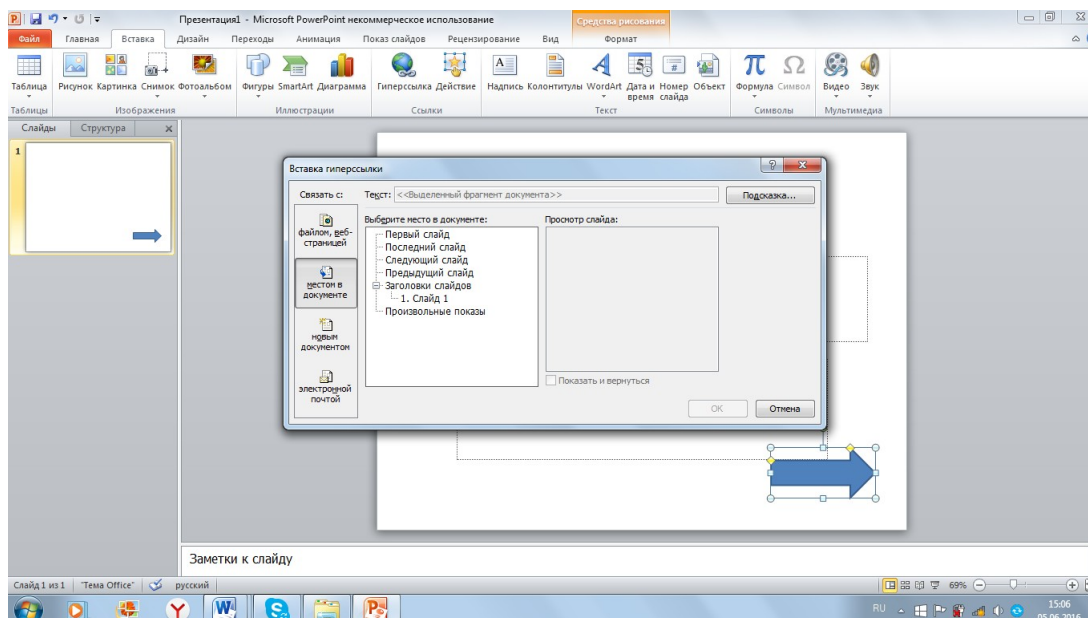 Презентация1 - Microsoft PowerPoint некоммерческое использование
Средства рисования
Файл Главная Вставка Дизайн Переходы Анимация Показ слайдов Рецензирование Вид Формат
Таблица Рисунок Картинка Снимок Фотоальбом Фигуры SmartArt Диаграмма Гиперссылка Действие Надпись Колонтитулы WordArt Дата и время Номер слайда Объект Формула Символ Видео Звук
Таблицы Изображения Иллюстрации Ссылки Текст Символы Мультимедиа
Слайды Структура
1
Вставка гиперссылки
Связать с: Текст: <<Выделенный фрагмент документа>> Подсказка...
файлом, веб-
страницей
местом в
документе
новым
документом
электронной
почтой
Выберите место в документе:
Первый слайд
Последний слайд
Следующий слайд
Предыдущий слайд
Заголовки слайдов
1. Слайд 1
Произвольные показы
Просмотр слайда:
Показать и вернуться
ОК Отмена
Заметки к слайду
Слайд 1 из 1 "Тема Office" русский 69%
RU 15:06
05.06.2016